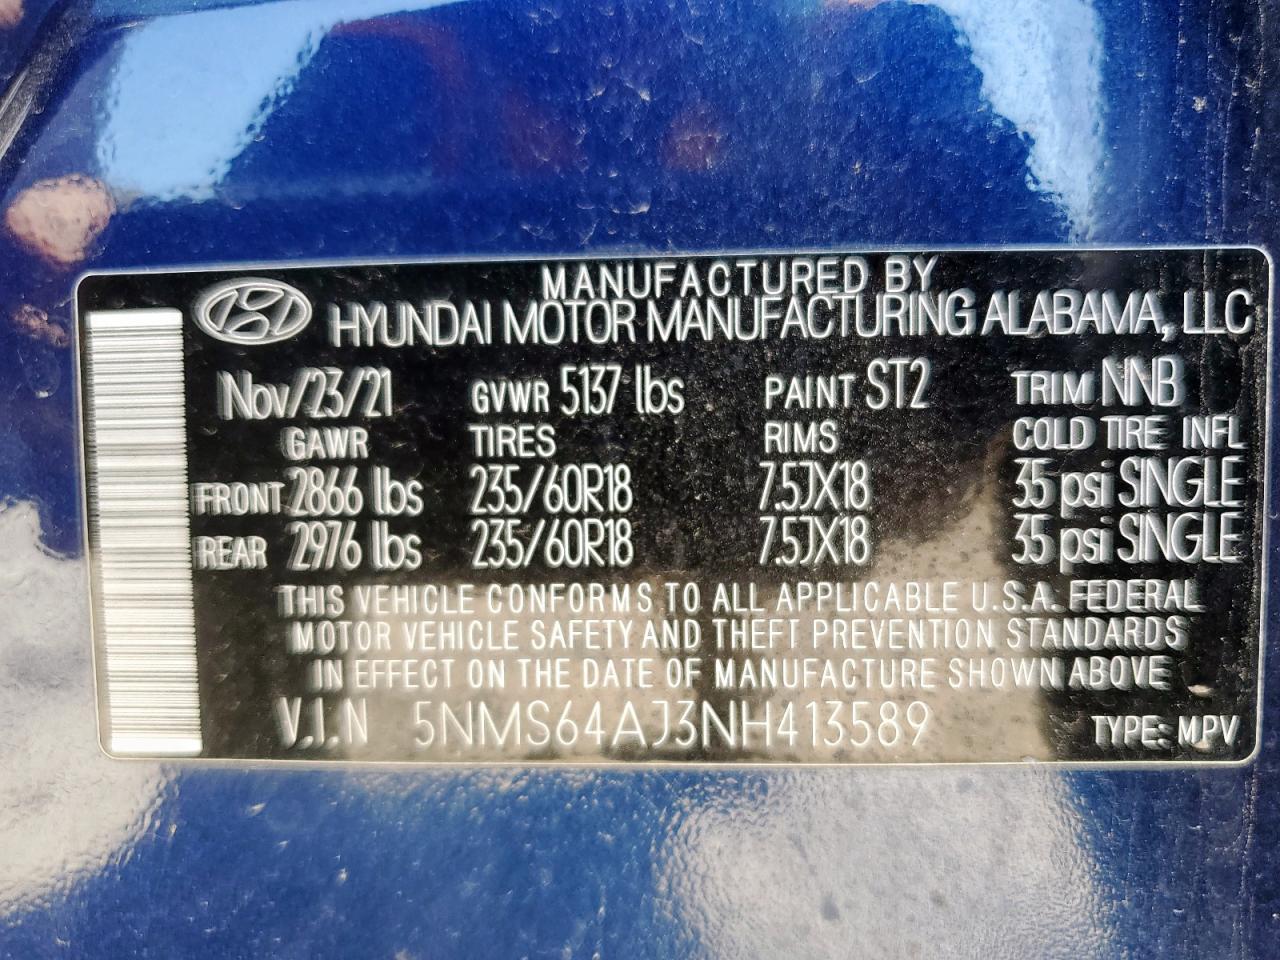 MANUFACTURED BY
HYUNDAI MOTOR MANUFACTURING ALABAMA, LLC
Nov/23/21 GVWR 5137 lbs PAINT ST2 TRIM NNB
GAWR TIRES RIMS COLD TIRE INFL
FRONT 2866 lbs 235/60R18 7.5JX18 35 psi SINGLE
REAR 2976 lbs 235/60R18 7.5JX18 35 psi SINGLE
THIS VEHICLE CONFORMS TO ALL APPLICABLE U.S.A. FEDERAL
MOTOR VEHICLE SAFETY AND THEFT PREVENTION STANDARDS
IN EFFECT ON THE DATE OF MANUFACTURE SHOWN ABOVE
V.I.N 5NMS64AJ3NH413589 TYPE: MPV